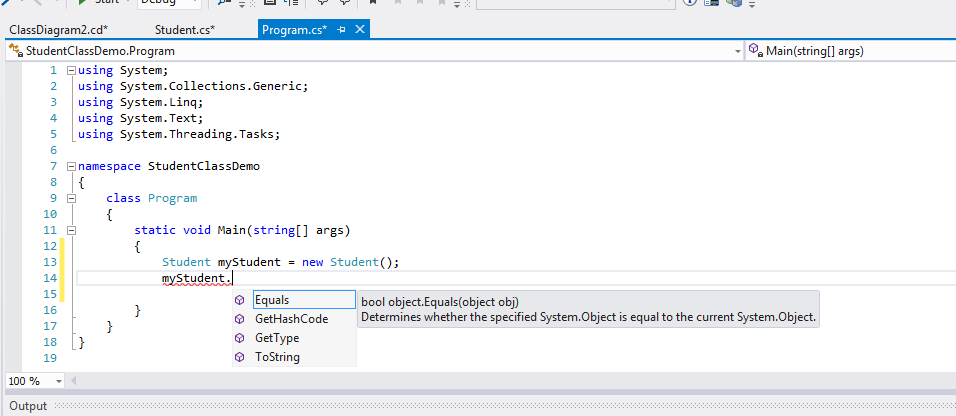 Start
Debug
ClassDiagram2.cd*
Student.cs*
Program.cs*
StudentClassDemo.Program
Main(string[] args)
1 using System;
2 using System.Collections.Generic;
3 using System.Linq;
4 using System.Text;
5 using System.Threading.Tasks;
6
7 namespace StudentClassDemo
8 {
9 class Program
10 {
11 static void Main(string[] args)
12 {
13 Student myStudent = new Student();
14 myStudent.
15
16 }
17 }
18 }
19
Equals
GetHashCode
GetType
ToString
bool object.Equals(object obj)
Determines whether the specified System.Object is equal to the current System.Object.
100 %
Output